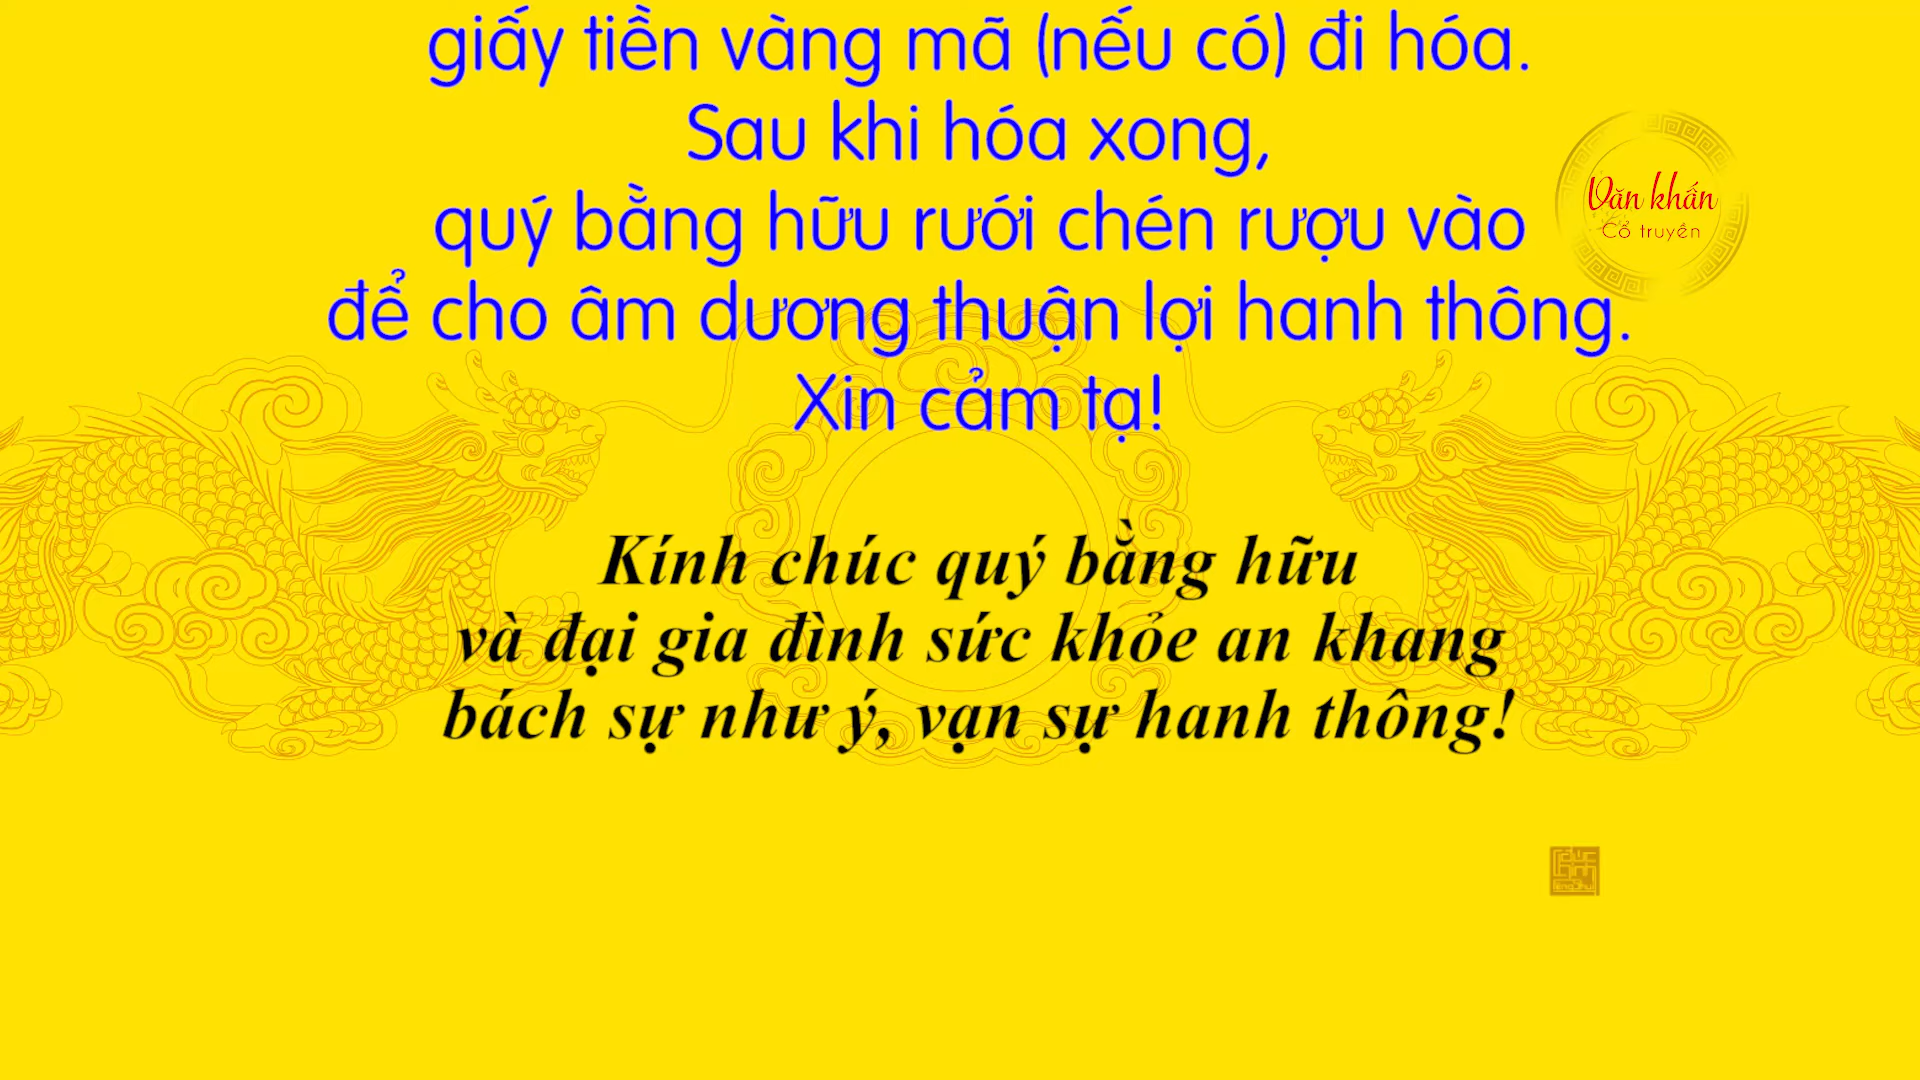 giấy tiền vàng mã (nếu có) đi hóa.
Sau khi hóa xong,
quý bằng hữu rưới chén rượu vào
để cho âm dương thuận lợi hanh thông.
Xin cảm tạ!
Văn khấn
Cổ truyên
Kính chúc quý bằng hữu
và đại gia đình sức khỏe an khang
bách sự như ý, vạn sự hanh thông!